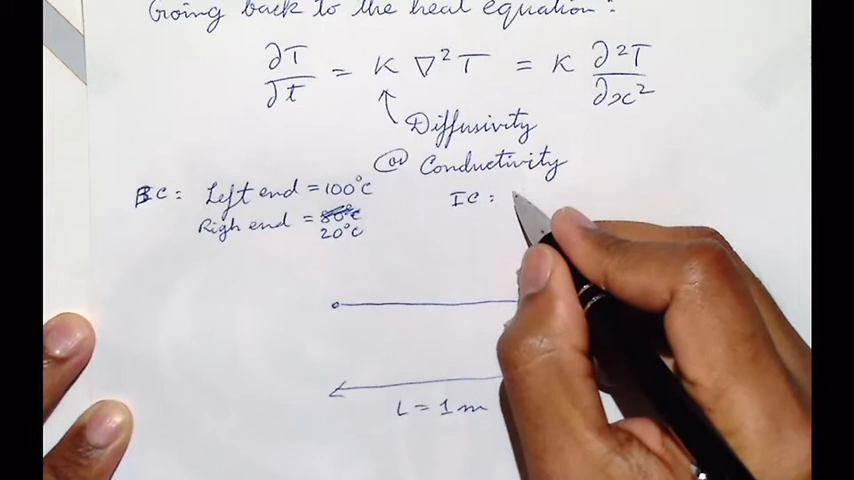 Going back to the heat equation:
∂T/∂t = K ∇²T = K ∂²T/∂x²
Diffusivity
or Conductivity
BC: Left end = 100°C
Righ end = 80°C
20°C
IC:
L = 1m